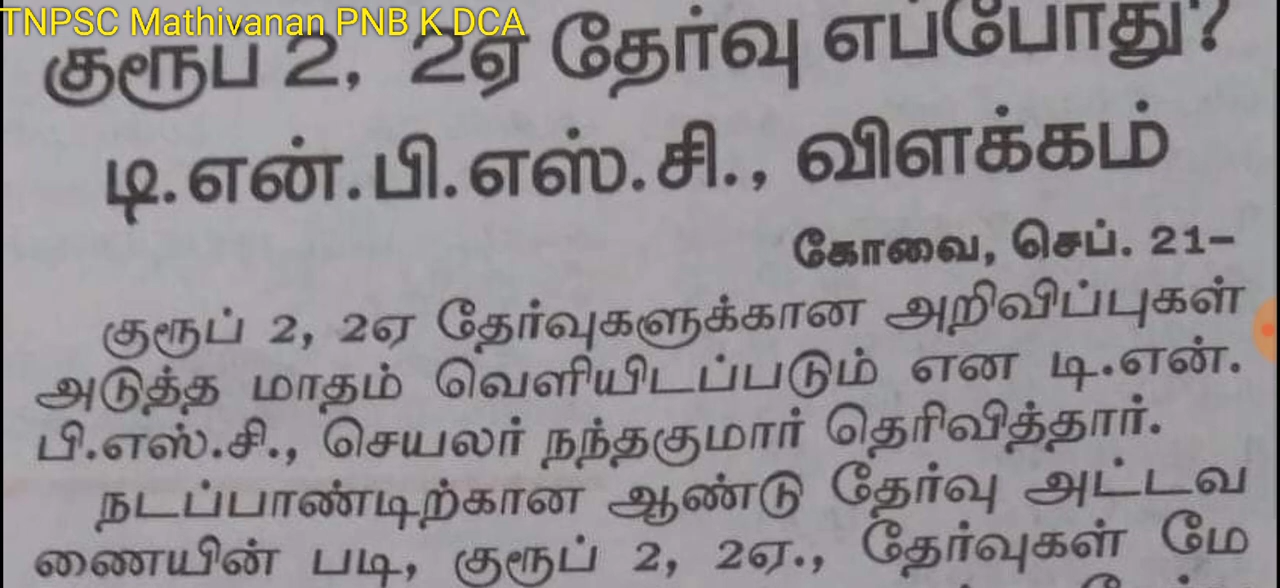 TNPSC Mathivanan PNB K DCA
குரூப் 2, 2ஏ தேர்வு எப்போது?
டி.என்.பி.எஸ்.சி., விளக்கம்
கோவை, செப். 21–
குரூப் 2, 2ஏ தேர்வுகளுக்கான அறிவிப்புகள்
அடுத்த மாதம் வெளியிடப்படும் என டி.என்.
பி.எஸ்.சி., செயலர் நந்தகுமார் தெரிவித்தார்.
நடப்பாண்டிற்கான ஆண்டு தேர்வு அட்டவ
ணையின் படி, குரூப் 2, 2ஏ., தேர்வுகள் மே